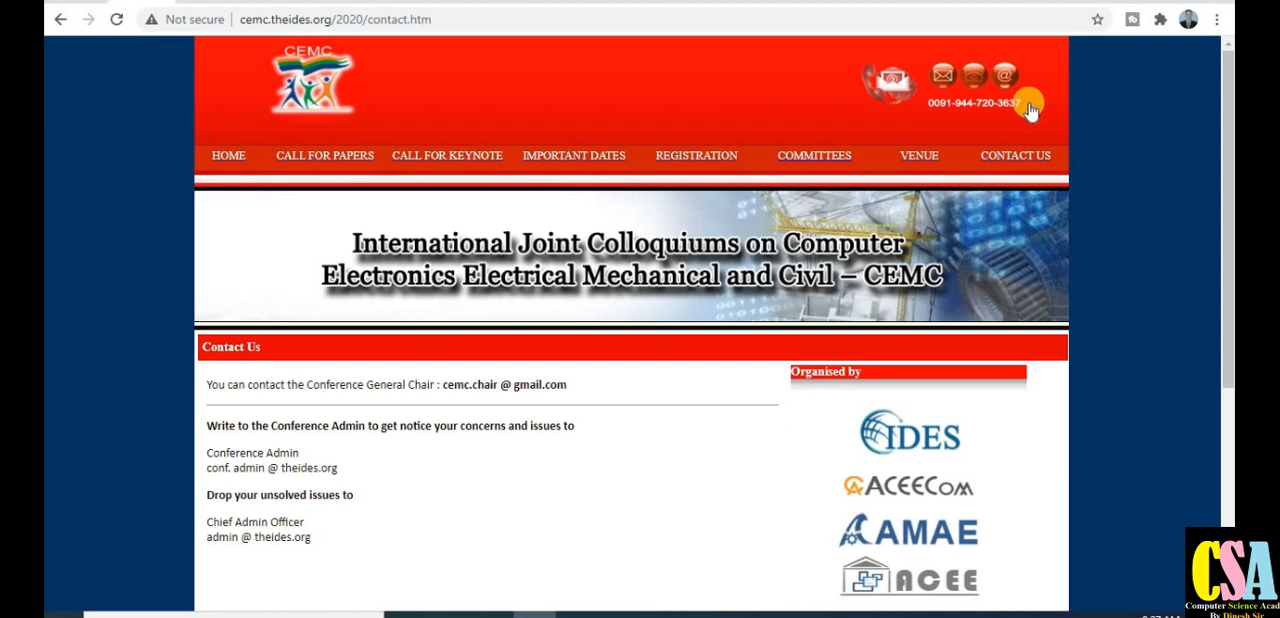 Not secure | cemc.theides.org/2020/contact.htm
CEMC
0091-944-720-3637
HOME CALL FOR PAPERS CALL FOR KEYNOTE IMPORTANT DATES REGISTRATION COMMITTEES VENUE CONTACT US
International Joint Colloquiums on Computer
Electronics Electrical Mechanical and Civil – CEMC
Contact Us
You can contact the Conference General Chair : cemc.chair @ gmail.com
Write to the Conference Admin to get notice your concerns and issues to
Conference Admin
conf. admin @ theides.org
Drop your unsolved issues to
Chief Admin Officer
admin @ theides.org
Organised by
IDES
ACEECOM
AMAE
ACEE
CSA
Computer Science Acad
By Dinesh Sir